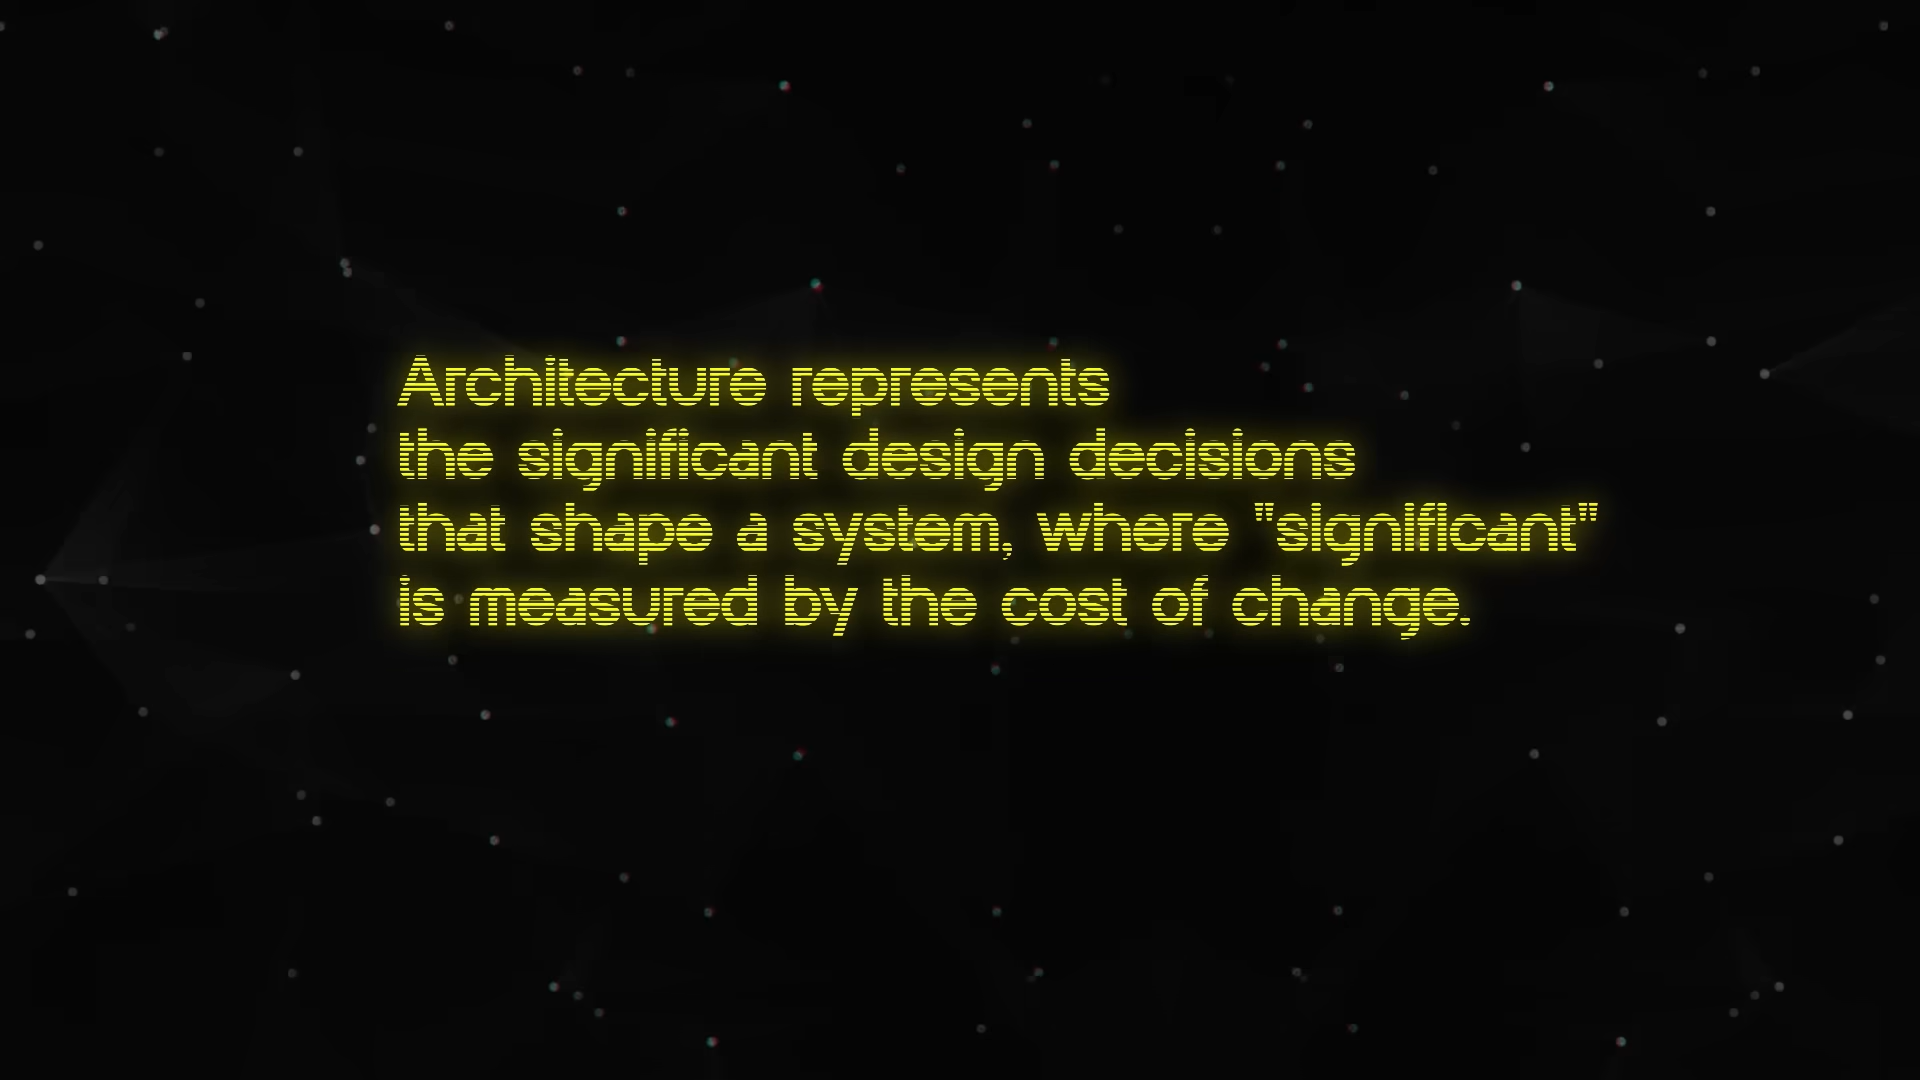 Architecture represents
the significant design decisions
that shape a system, where "significant"
is measured by the cost of change.